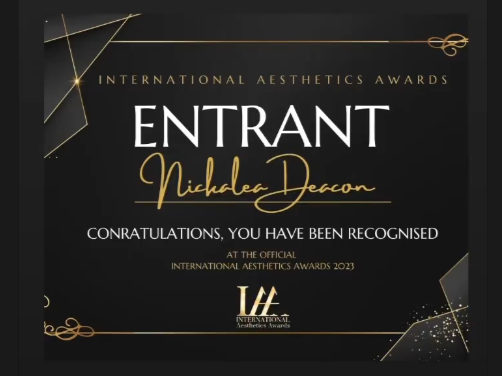 INTERNATIONAL AESTHETICS AWARDS
ENTRANT
Nickalea Deacon
CONRATULATIONS, YOU HAVE BEEN RECOGNISED
AT THE OFFICIAL
INTERNATIONAL AESTHETICS AWARDS 2023
IAA
INTERNATIONAL
Aesthetics Awards